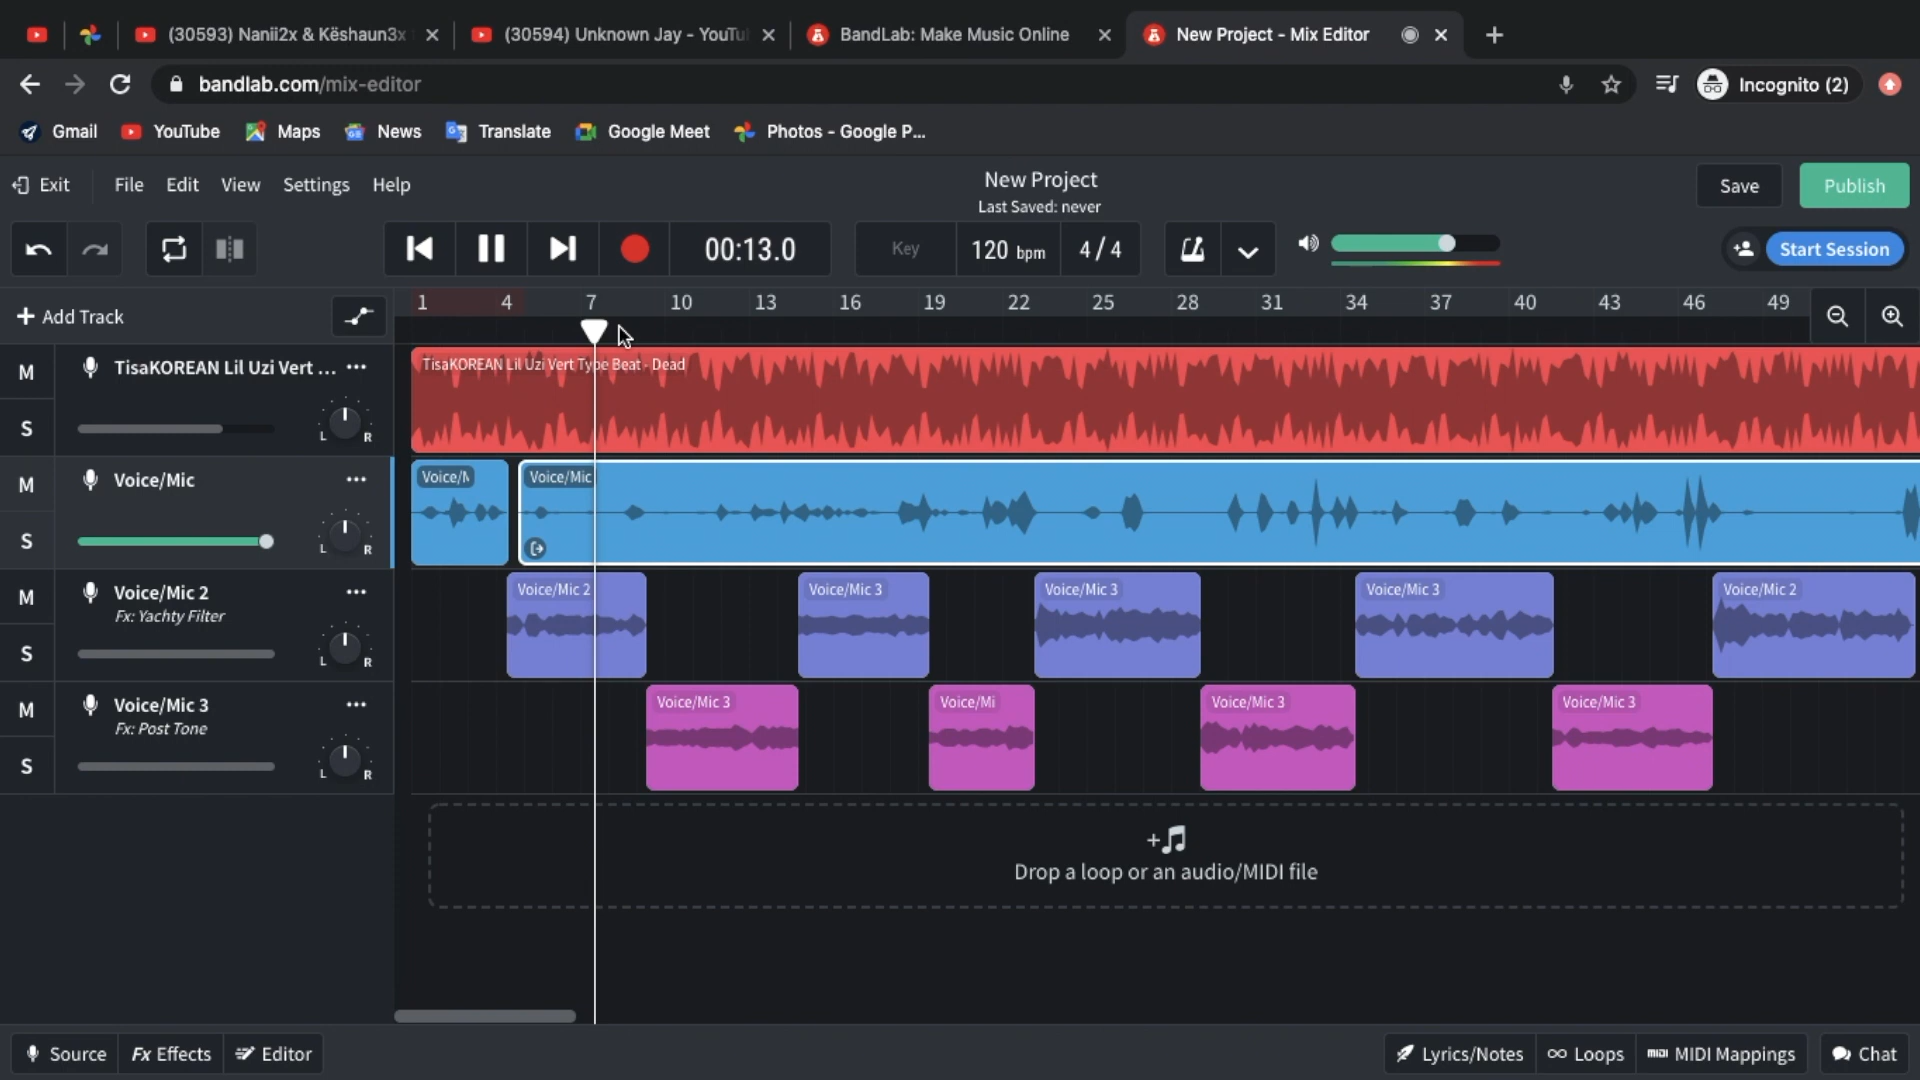 (30593) Nanii2x & Këshaun3x
(30594) Unknown Jay - YouTu
BandLab: Make Music Online
New Project - Mix Editor
bandlab.com/mix-editor
Incognito (2)
Gmail
YouTube
Maps
News
Translate
Google Meet
Photos - Google P...
Exit
File
Edit
View
Settings
Help
New Project
Last Saved: never
Save
Publish
00:13.0
Key
120 bpm
4 / 4
Start Session
+ Add Track
1 4 7 10 13 16 19 22 25 28 31 34 37 40 43 46 49
M
TisaKOREAN Lil Uzi Vert ...
S
L R
TisaKOREAN Lil Uzi Vert Type Beat - Dead
M
Voice/Mic
S
L R
Voice/M
Voice/Mic
M
Voice/Mic 2
Fx: Yachty Filter
S
L R
Voice/Mic 2
Voice/Mic 3
Voice/Mic 3
Voice/Mic 3
Voice/Mic 2
M
Voice/Mic 3
Fx: Post Tone
S
L R
Voice/Mic 3
Voice/Mi
Voice/Mic 3
Voice/Mic 3
Drop a loop or an audio/MIDI file
Source
Fx Effects
Editor
Lyrics/Notes
Loops
MIDI Mappings
Chat